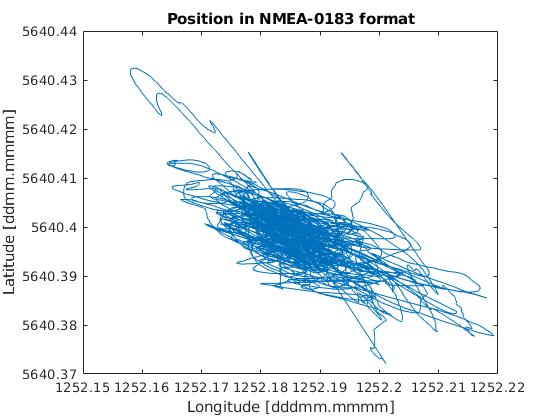 Position in NMEA-0183 format
5640.44
5640.43
5640.42
5640.41
5640.4
5640.39
5640.38
5640.37
Latitude [ddmm.mmmm]
1252.15 1252.16 1252.17 1252.18 1252.19 1252.2 1252.21 1252.22
Longitude [dddmm.mmmm]